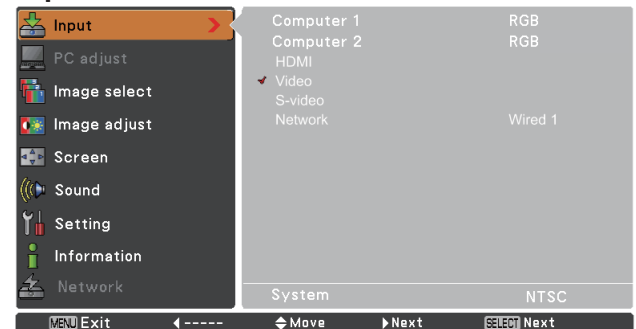 Input
PC adjust
Image select
Image adjust
Screen
Sound
Setting
Information
Network
Computer 1 RGB
Computer 2 RGB
HDMI
Video
S-video
Network Wired 1
System NTSC
MENU Exit ----- Move Next SELECT Next